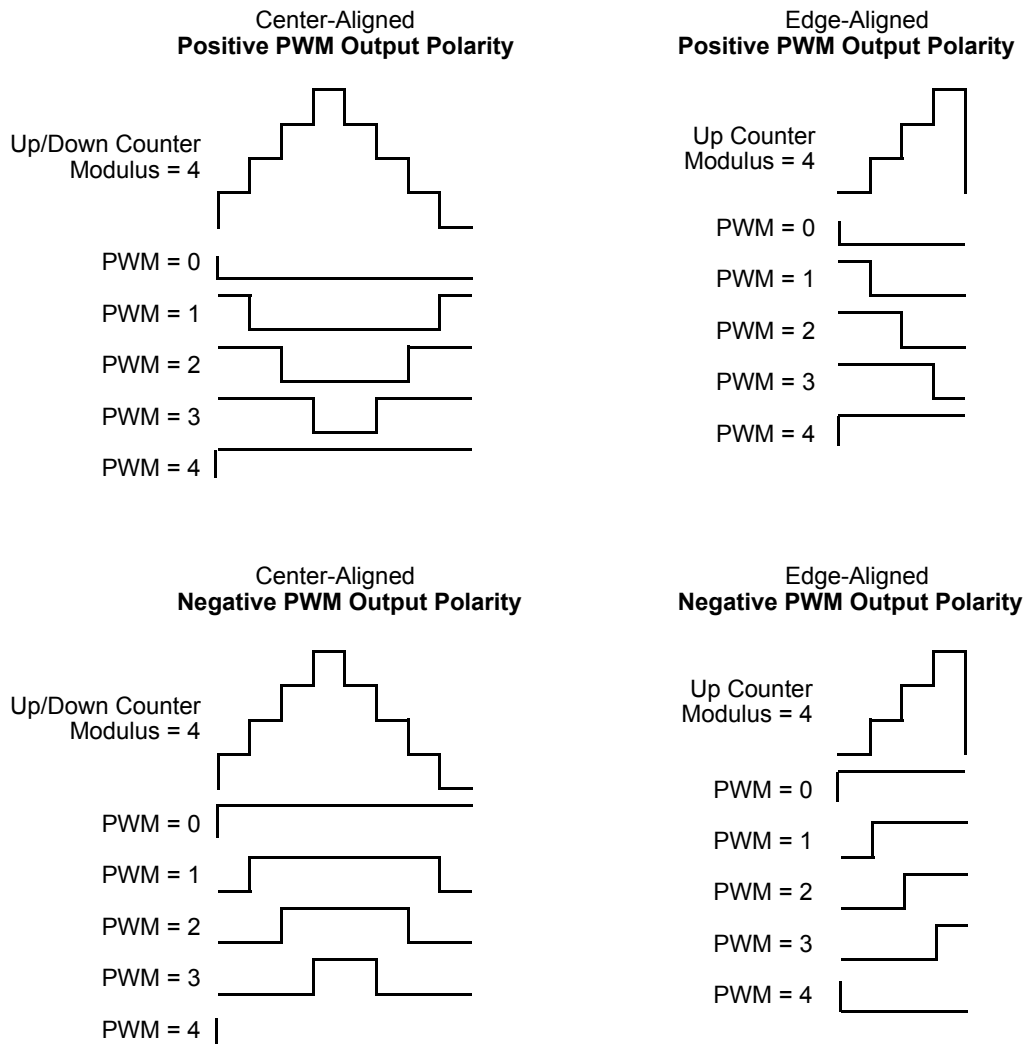 Center-Aligned
Positive PWM Output Polarity
Up/Down Counter
Modulus = 4
PWM = 0
PWM = 1
PWM = 2
PWM = 3
PWM = 4
Edge-Aligned
Positive PWM Output Polarity
Up Counter
Modulus = 4
PWM = 0
PWM = 1
PWM = 2
PWM = 3
PWM = 4
Center-Aligned
Negative PWM Output Polarity
Up/Down Counter
Modulus = 4
PWM = 0
PWM = 1
PWM = 2
PWM = 3
PWM = 4
Edge-Aligned
Negative PWM Output Polarity
Up Counter
Modulus = 4
PWM = 0
PWM = 1
PWM = 2
PWM = 3
PWM = 4